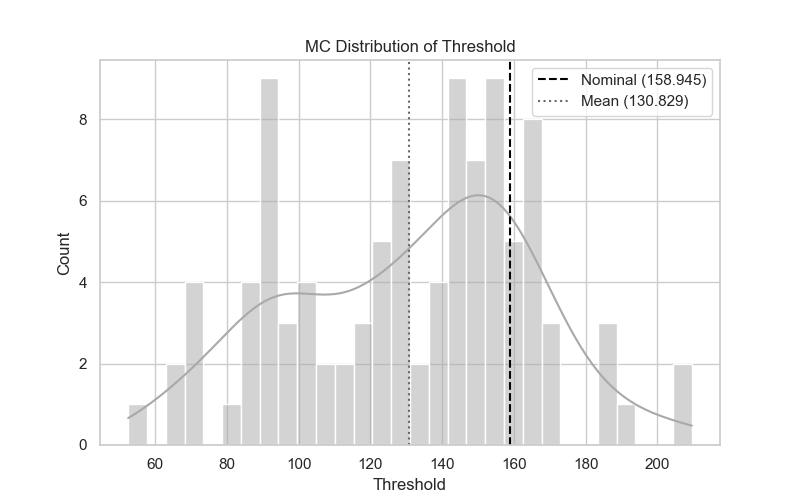 MC Distribution of Threshold
Nominal (158.945)
Mean (130.829)
Count
8
6
4
2
0
60 80 100 120 140 160 180 200
Threshold